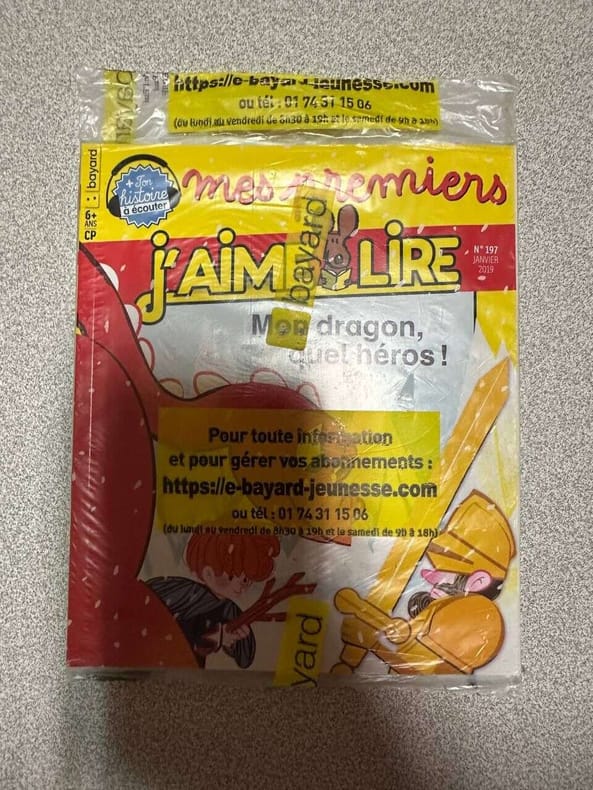 https://e-bayard-jeunesse.com
ou tél : 01 74 31 15 06
(du lundi au vendredi de 8h30 à 19h et le samedi de 9h à 18h)
bayard
6+
ANS
CP
+ Ton
histoire
à écouter
mes premiers
j'AIME LIRE
N° 197
JANVIER
2019
bayard
Mon dragon,
quel héros !
Pour toute information
et pour gérer vos abonnements :
https://e-bayard-jeunesse.com
ou tél : 01 74 31 15 06
(du lundi au vendredi de 8h30 à 19h et le samedi de 9h à 18h)
yard